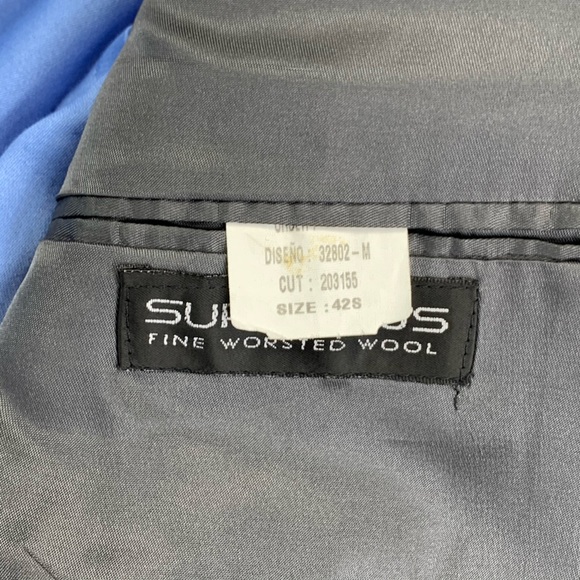 DISEÑO: 32802-M
CUT: 203155
SIZE: 42S
FINE WORSTED WOOL